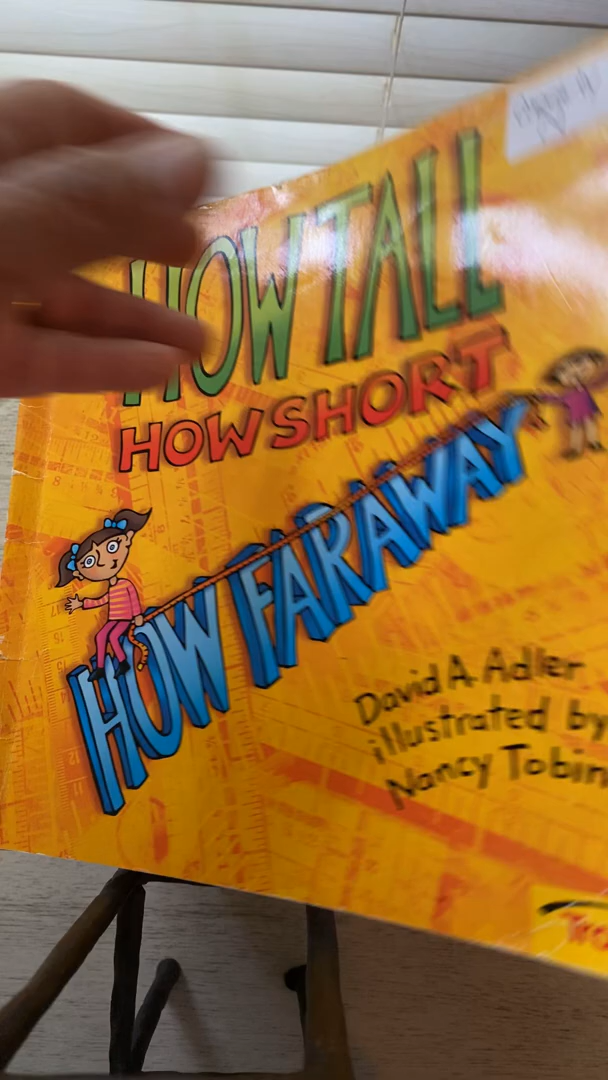 HOW TALL
HOW SHORT
HOW FARAWAY
David A. Adler
illustrated by
Nancy Tobin